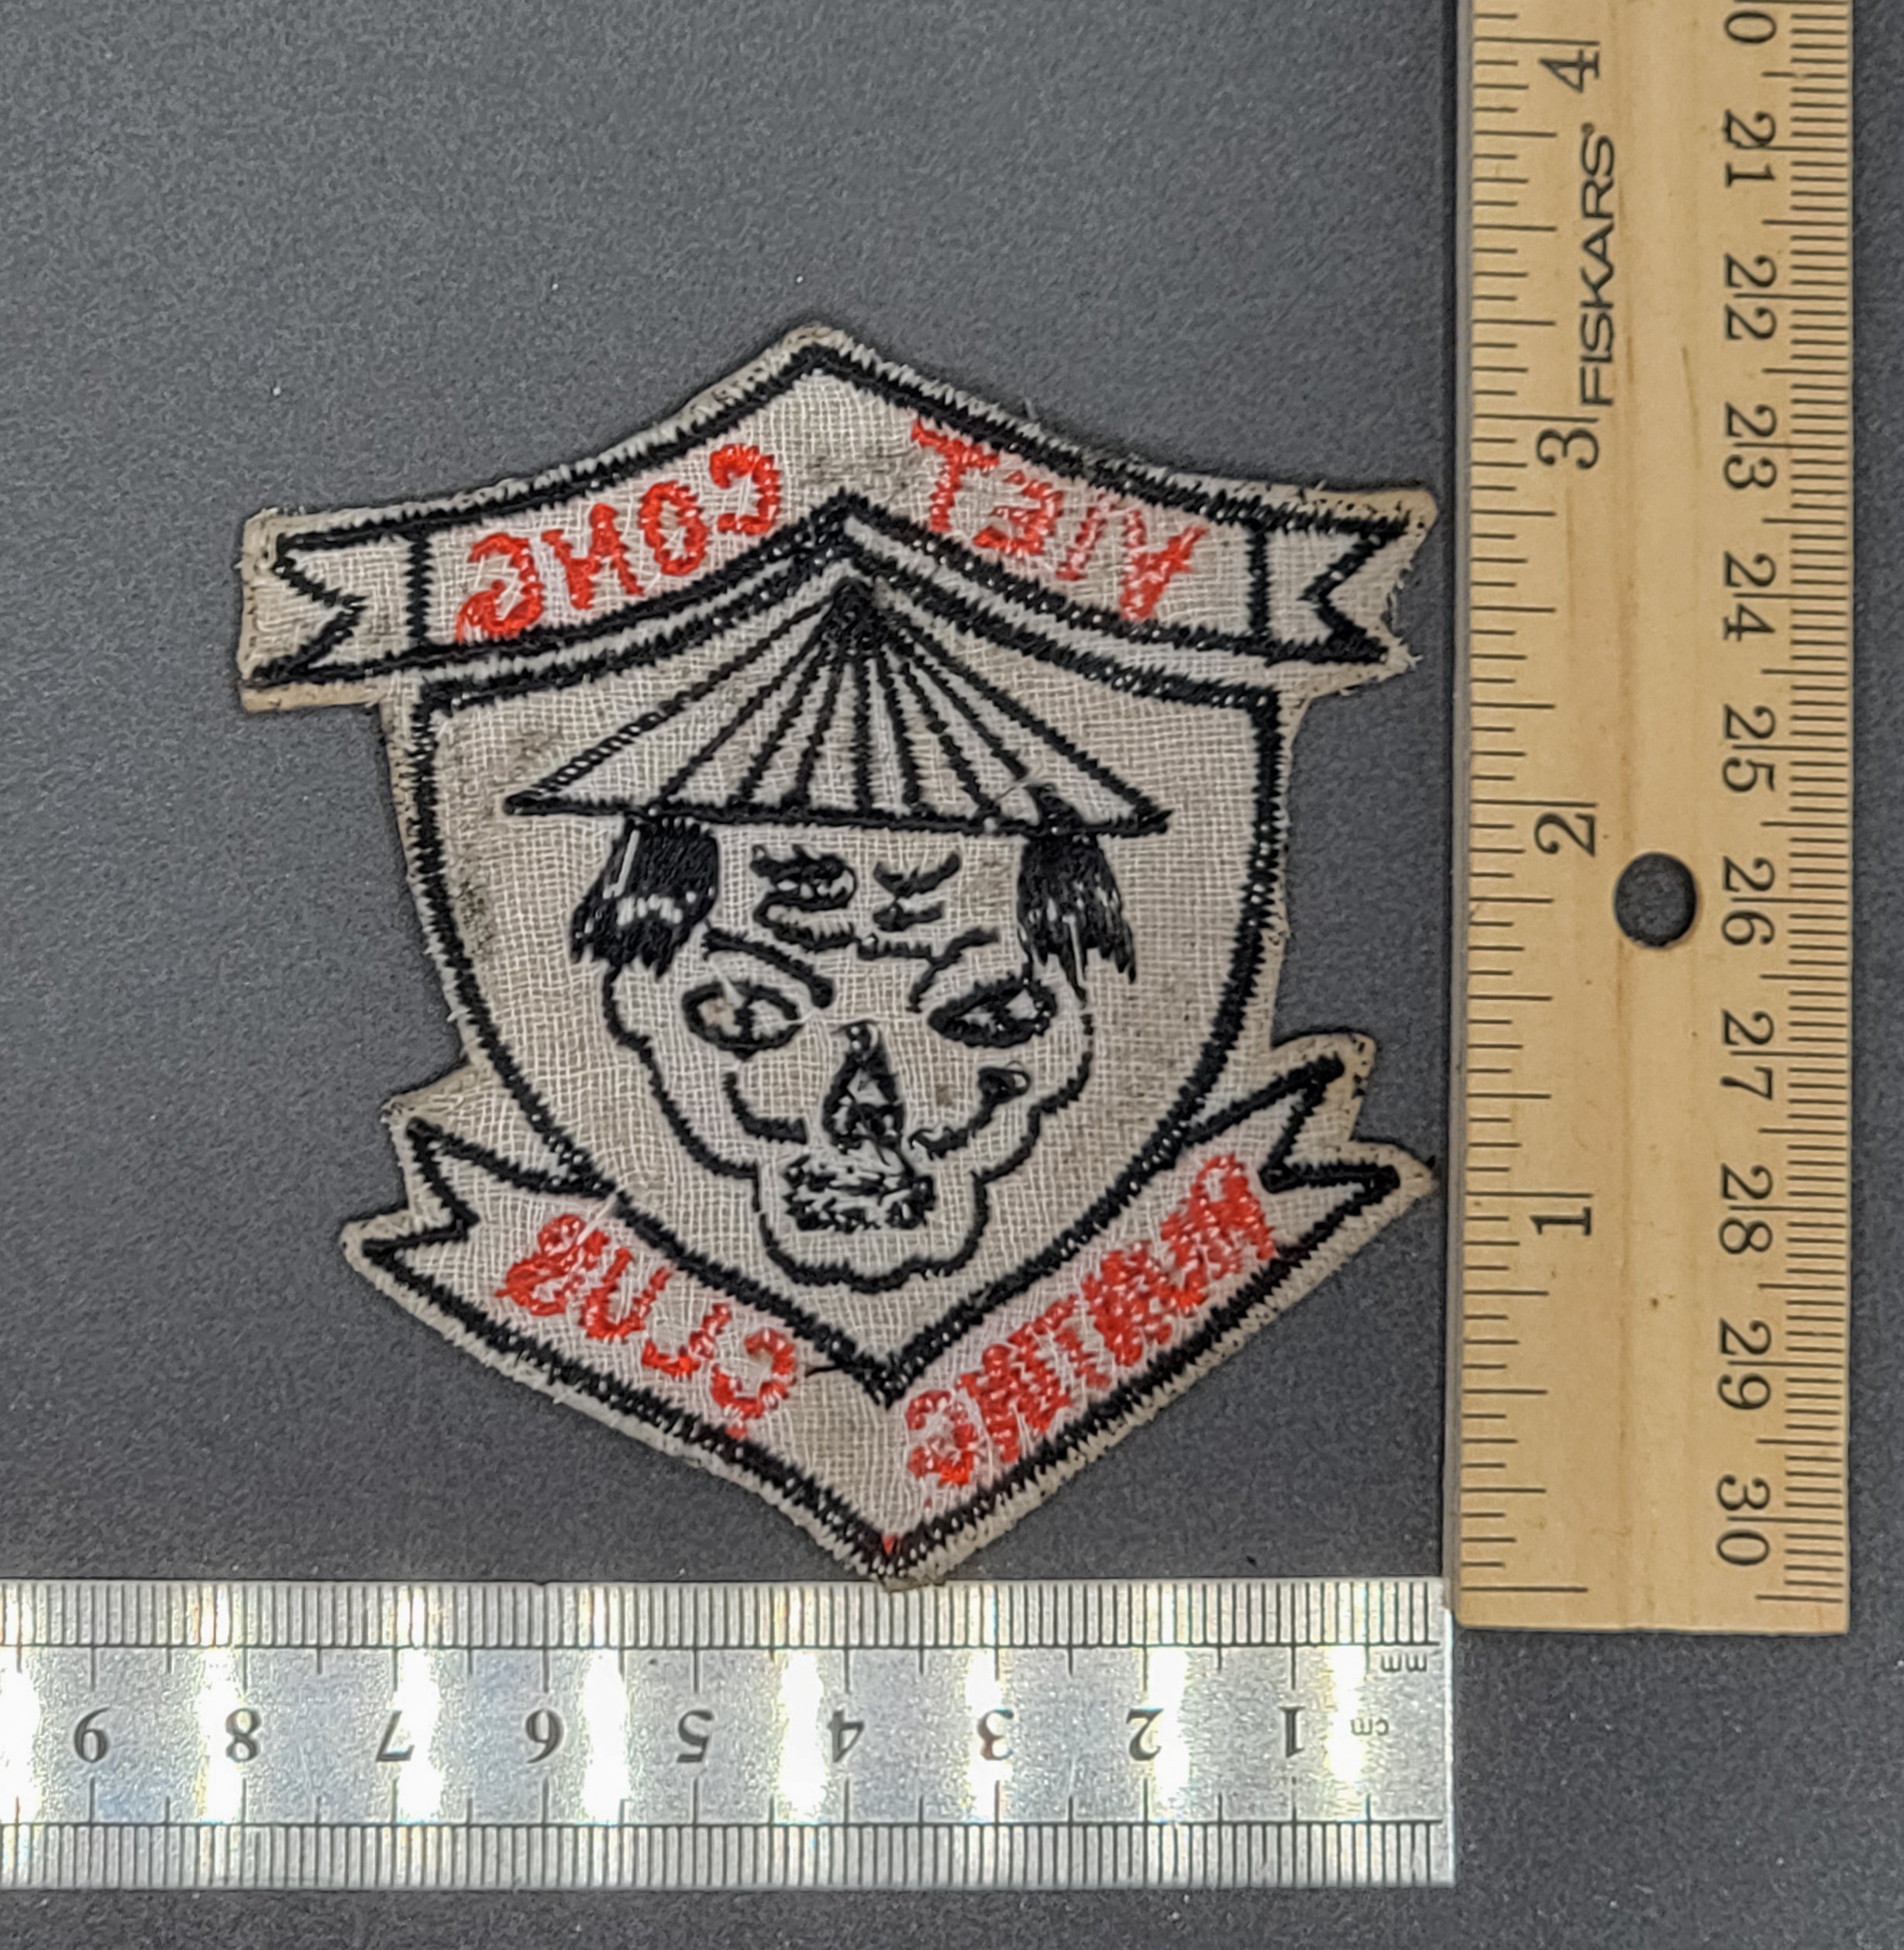 VIET CONG
HUNTING CLUB
4
FISKARS®
3
2
1
20 21 22 23 24 25 26 27 28 29 30
mm
cm 1 2 3 4 5 6 7 8 9